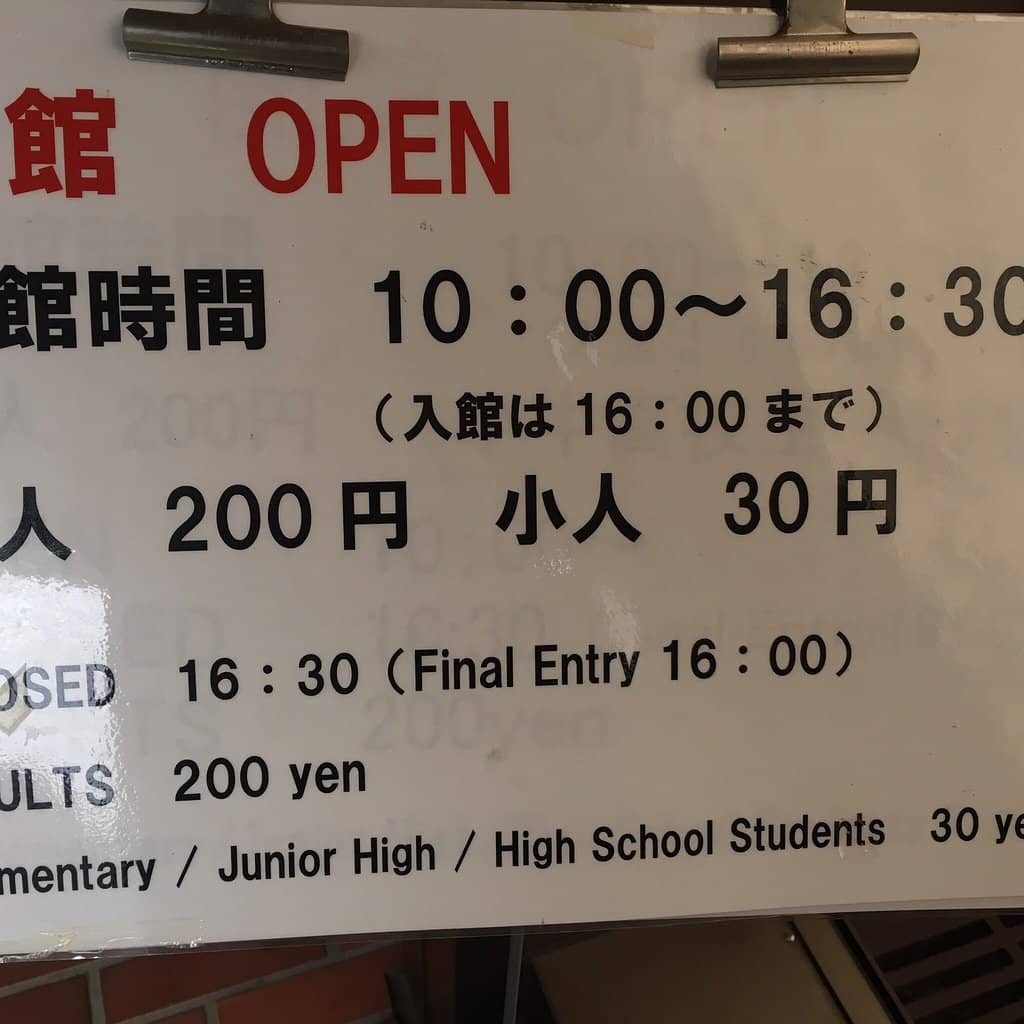 館 OPEN
館時間 10：00～16：30
（入館は 16：00 まで）
人 200 円 小人 30 円
OSED 16：30（Final Entry 16：00）
ULTS 200 yen
mentary / Junior High / High School Students 30 ye